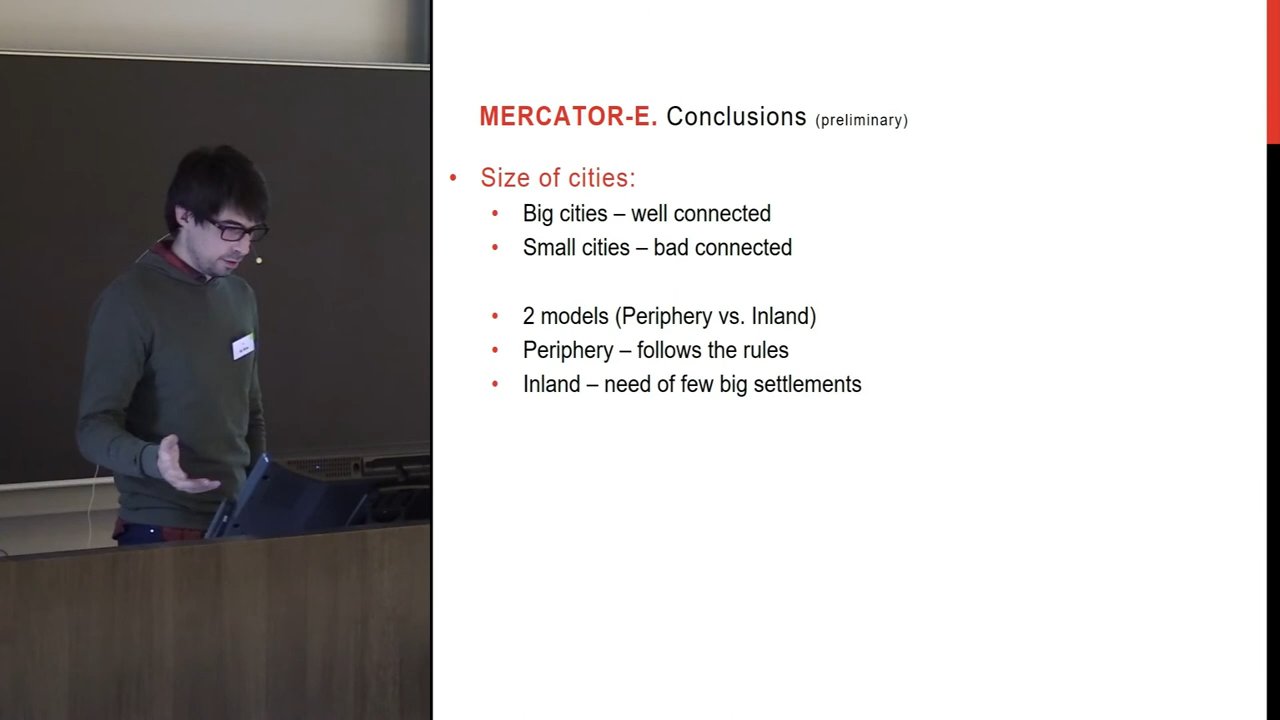 MERCATOR-E. Conclusions (preliminary)
• Size of cities:
• Big cities – well connected
• Small cities – bad connected
• 2 models (Periphery vs. Inland)
• Periphery – follows the rules
• Inland – need of few big settlements